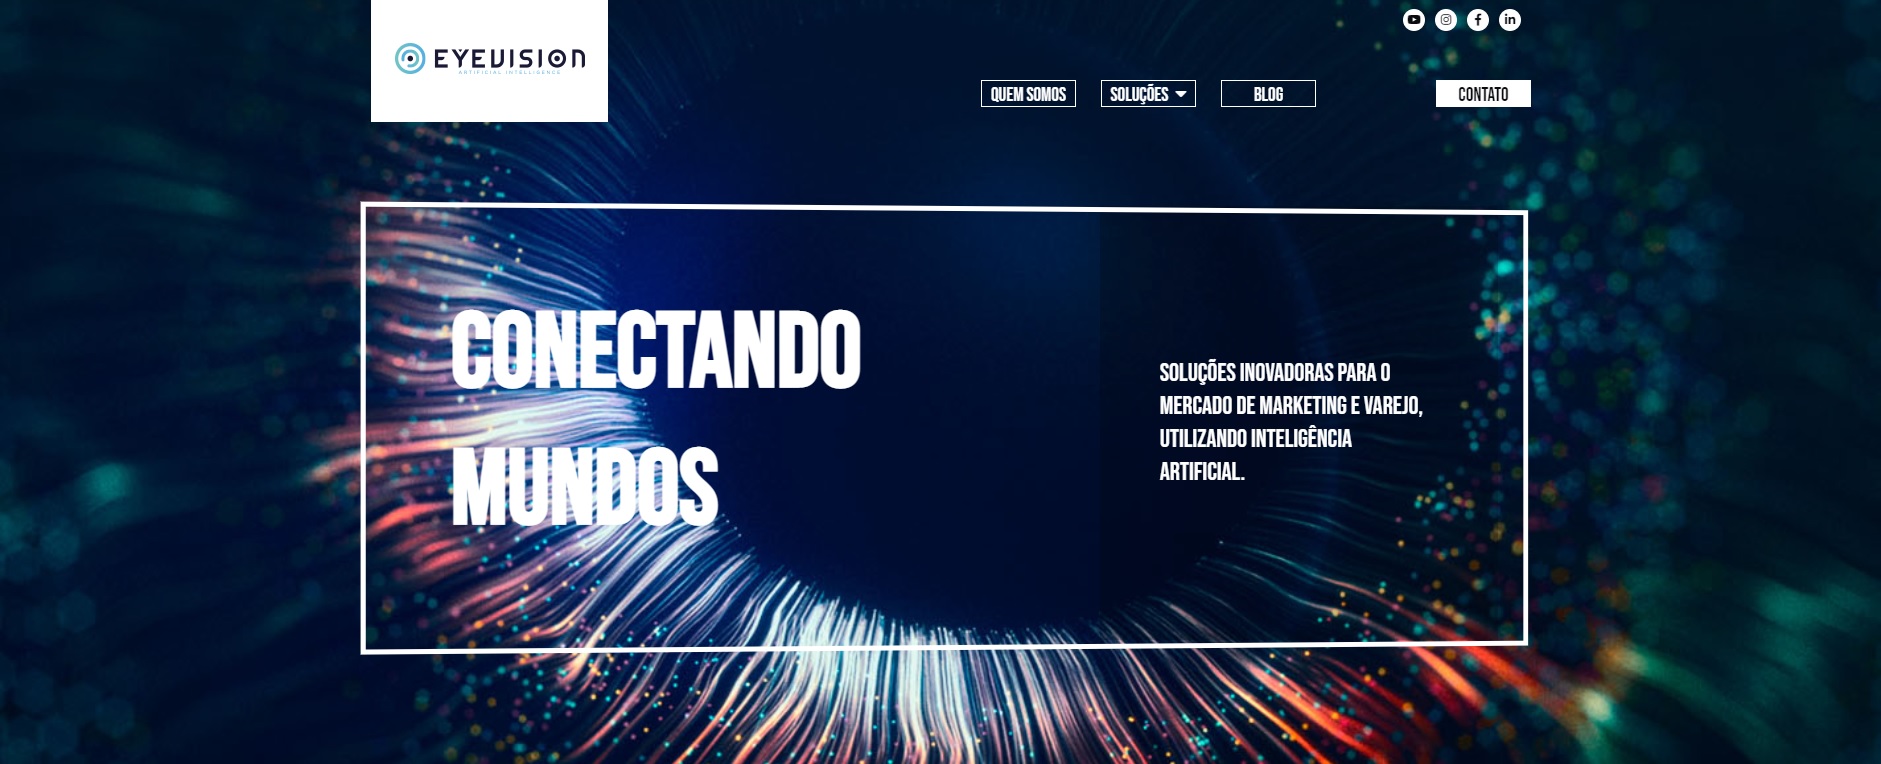 EYEVISION
ARTIFICIAL INTELLIGENCE
QUEM SOMOS
SOLUÇÕES
BLOG
CONTATO
CONECTANDO
MUNDOS
SOLUÇÕES INOVADORAS PARA O
MERCADO DE MARKETING E VAREJO,
UTILIZANDO INTELIGÊNCIA
ARTIFICIAL.